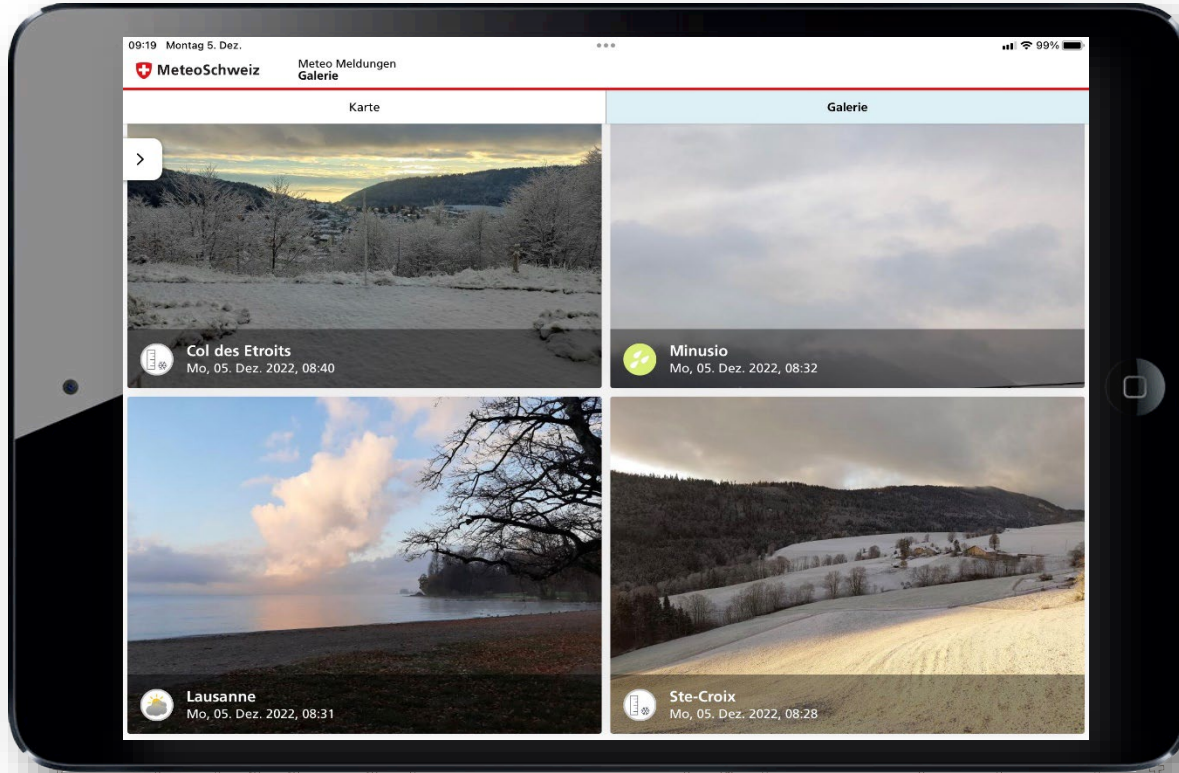 09:19 Montag 5. Dez.
99%
MeteoSchweiz
Meteo Meldungen
Galerie
Karte
Galerie
Col des Etroits
Mo, 05. Dez. 2022, 08:40
Minusio
Mo, 05. Dez. 2022, 08:32
Lausanne
Mo, 05. Dez. 2022, 08:31
Ste-Croix
Mo, 05. Dez. 2022, 08:28